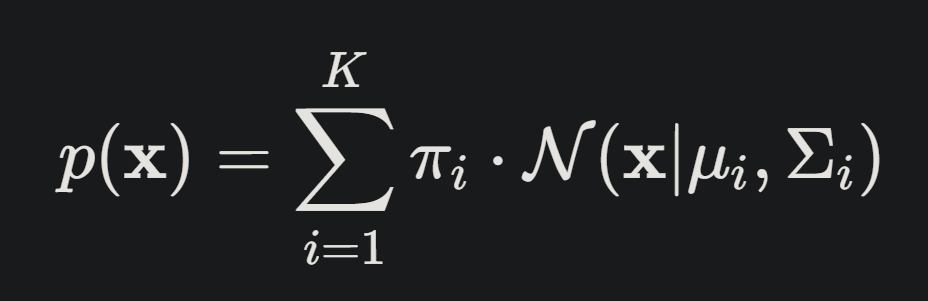 p(𝐱) = ∑_{i=1}^{K} π_i · 𝒩(𝐱|μ_i, Σ_i)